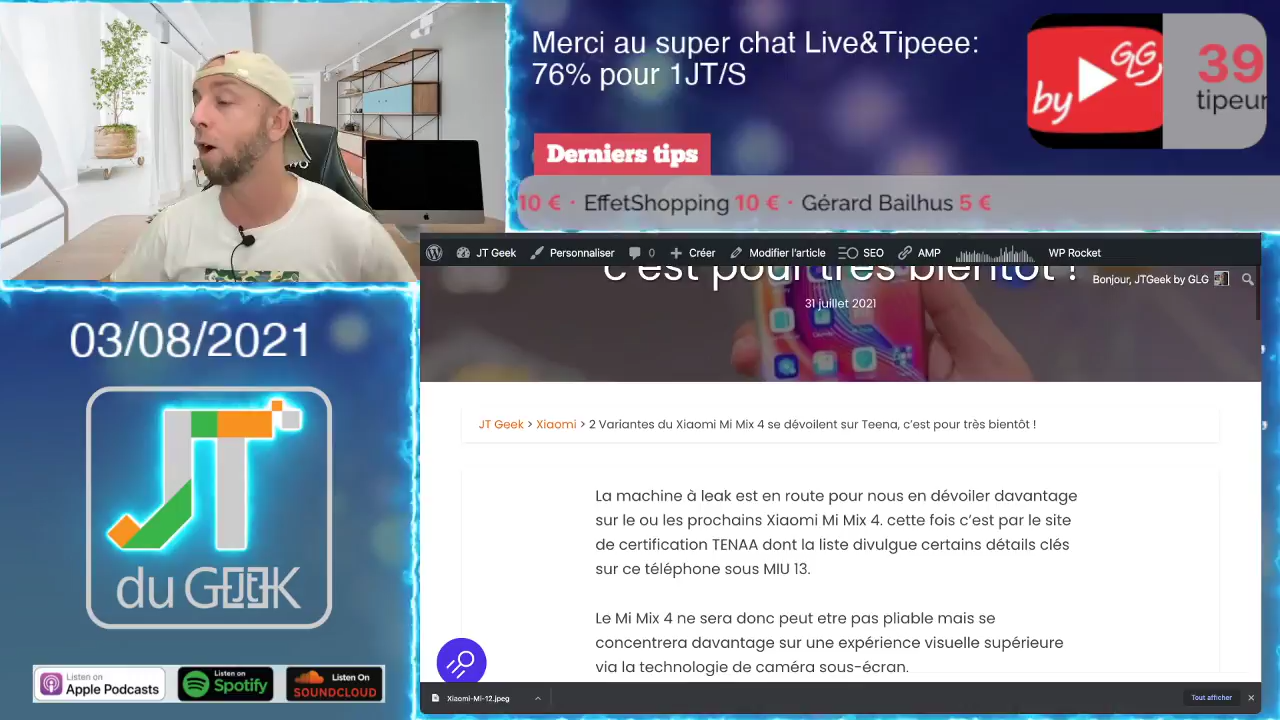 Merci au super chat Live&Tipeee:
76% pour 1JT/S
by GLG
39
tipeur
Derniers tips
10 € · EffetShopping 10 € · Gérard Bailhus 5 €
JT Geek Personnaliser 0 Créer Modifier l'article SEO AMP WP Rocket
c'est pour très bientôt !
Bonjour, JTGeek by GLG
31 juillet 2021
03/08/2021
JT
du GEEK
Listen on
Apple Podcasts
Listen on
Spotify
Listen On
SOUNDCLOUD
JT Geek > Xiaomi > 2 Variantes du Xiaomi Mi Mix 4 se dévoilent sur Teena, c'est pour très bientôt !
La machine à leak est en route pour nous en dévoiler davantage
sur le ou les prochains Xiaomi Mi Mix 4. cette fois c'est par le site
de certification TENAA dont la liste divulgue certains détails clés
sur ce téléphone sous MIU 13.
Le Mi Mix 4 ne sera donc peut etre pas pliable mais se
concentrera davantage sur une expérience visuelle supérieure
via la technologie de caméra sous-écran.
Xiaomi-Mi-12.jpeg
Tout afficher